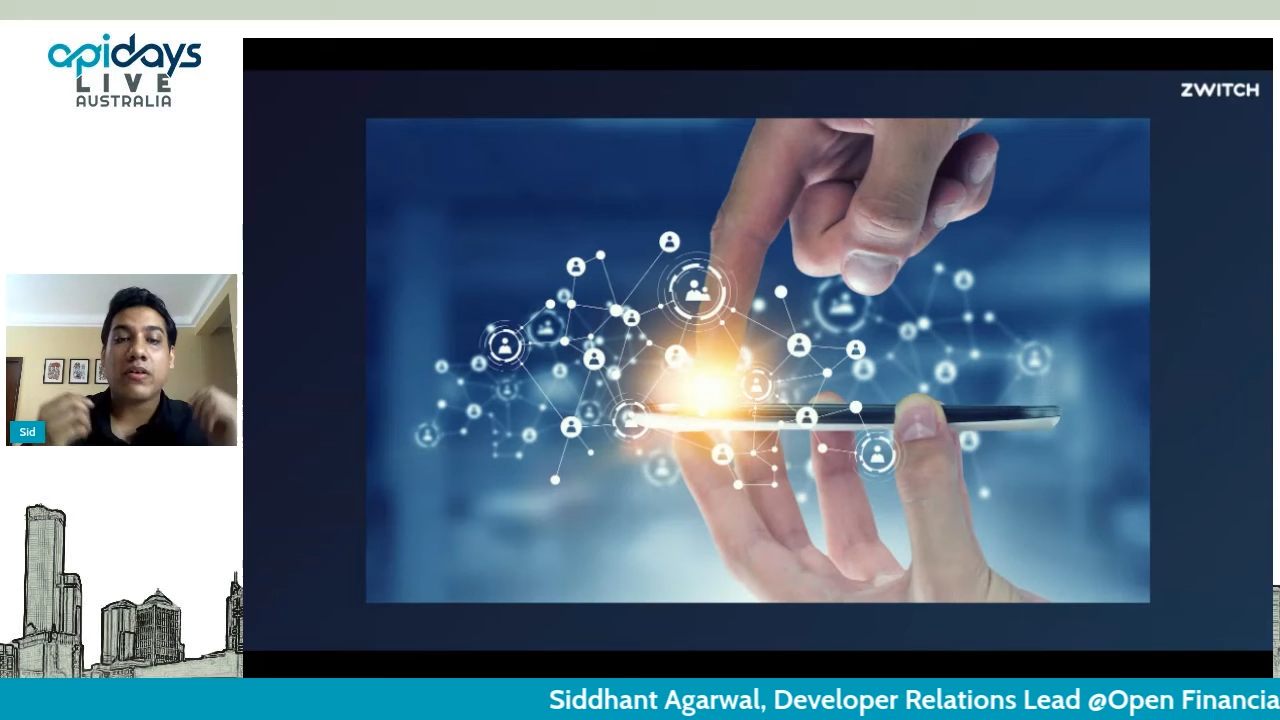 apidays
LIVE
AUSTRALIA
ZWITCH
Sid
Siddhant Agarwal, Developer Relations Lead @Open Financia